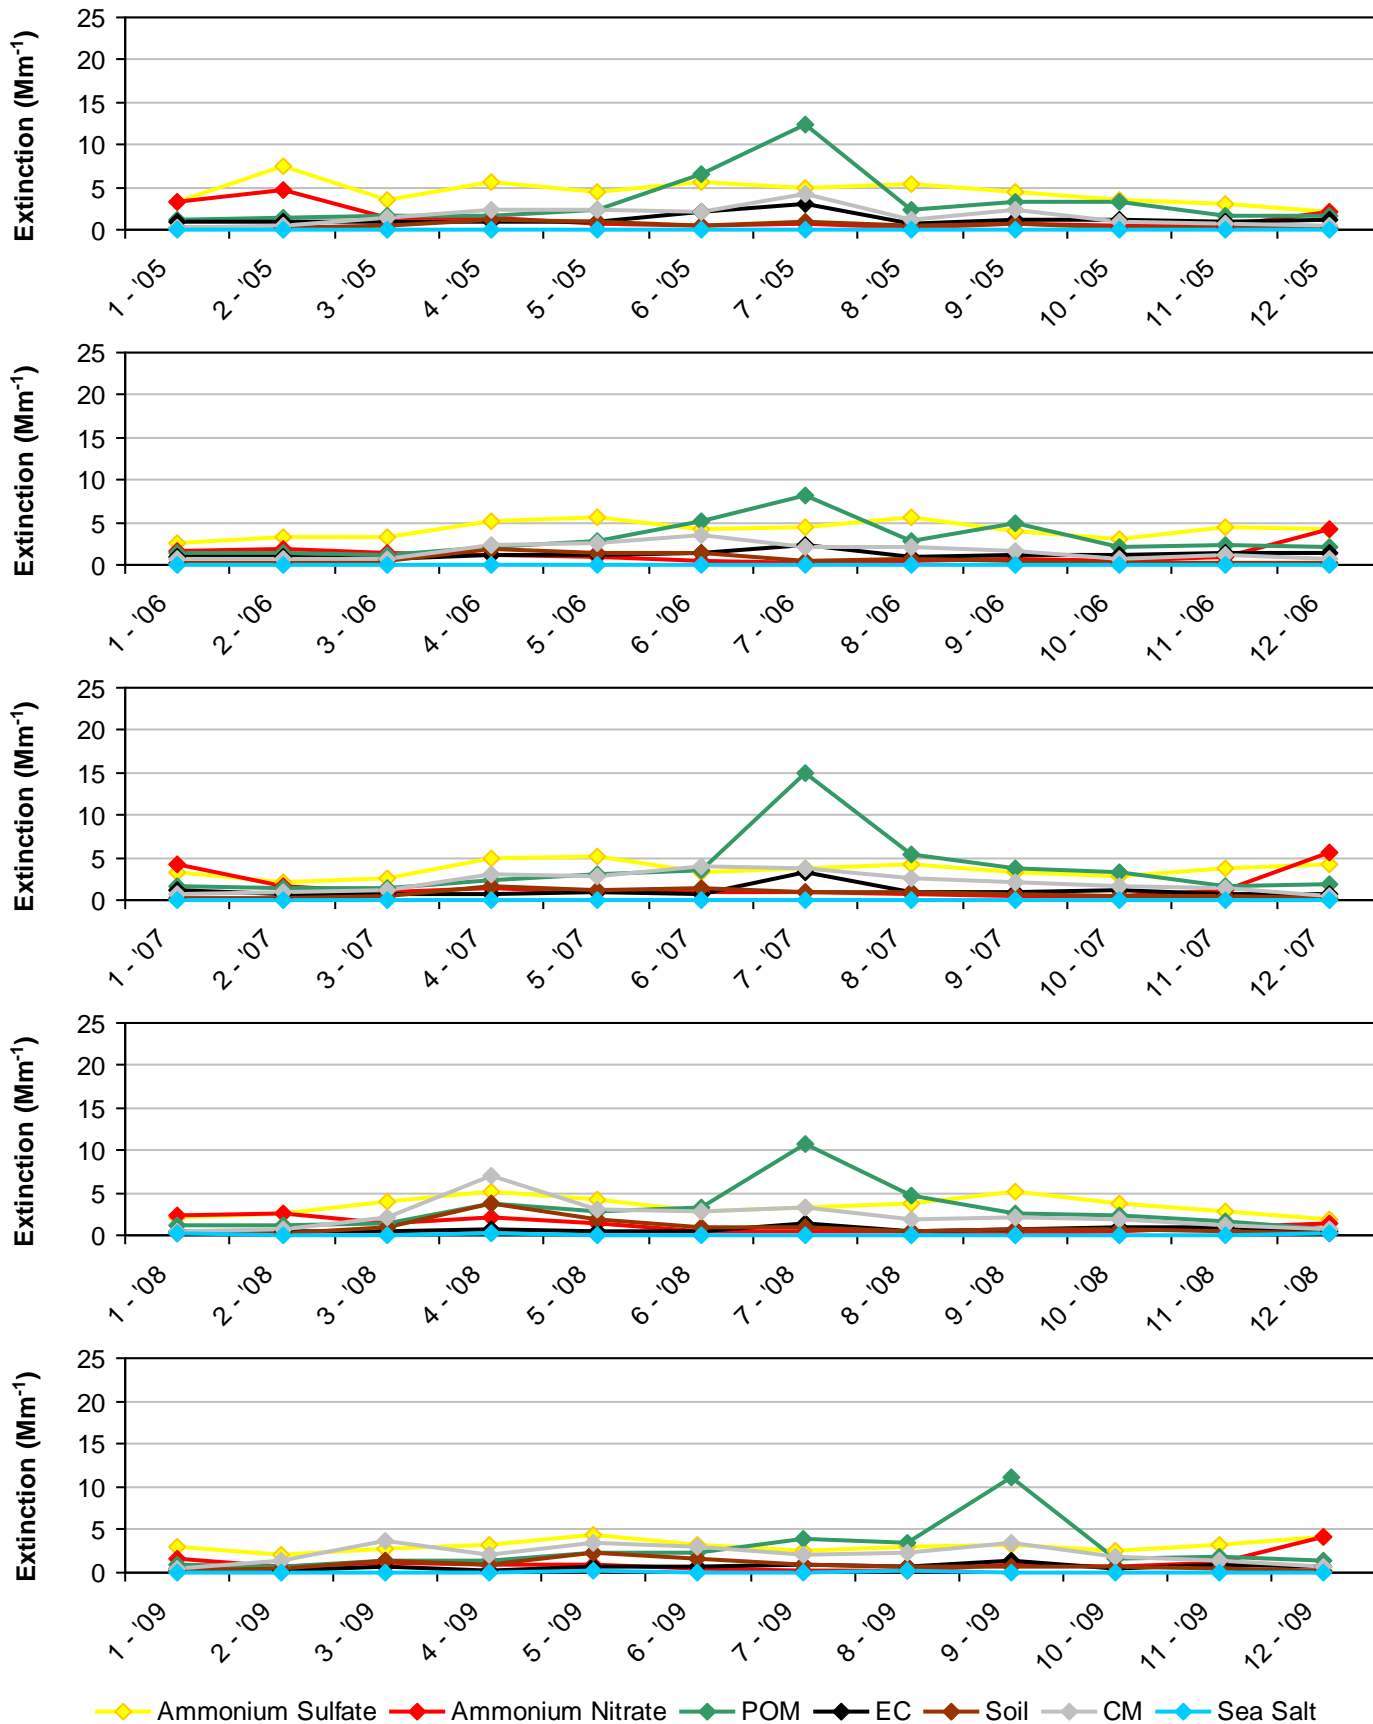 25
20
15
10
5
0
Extinction (Mm-1)
1 - '05 2 - '05 3 - '05 4 - '05 5 - '05 6 - '05 7 - '05 8 - '05 9 - '05 10 - '05 11 - '05 12 - '05
25
20
15
10
5
0
Extinction (Mm-1)
1 - '06 2 - '06 3 - '06 4 - '06 5 - '06 6 - '06 7 - '06 8 - '06 9 - '06 10 - '06 11 - '06 12 - '06
25
20
15
10
5
0
Extinction (Mm-1)
1 - '07 2 - '07 3 - '07 4 - '07 5 - '07 6 - '07 7 - '07 8 - '07 9 - '07 10 - '07 11 - '07 12 - '07
25
20
15
10
5
0
Extinction (Mm-1)
1 - '08 2 - '08 3 - '08 4 - '08 5 - '08 6 - '08 7 - '08 8 - '08 9 - '08 10 - '08 11 - '08 12 - '08
25
20
15
10
5
0
Extinction (Mm-1)
1 - '09 2 - '09 3 - '09 4 - '09 5 - '09 6 - '09 7 - '09 8 - '09 9 - '09 10 - '09 11 - '09 12 - '09
Ammonium Sulfate Ammonium Nitrate POM EC Soil CM Sea Salt